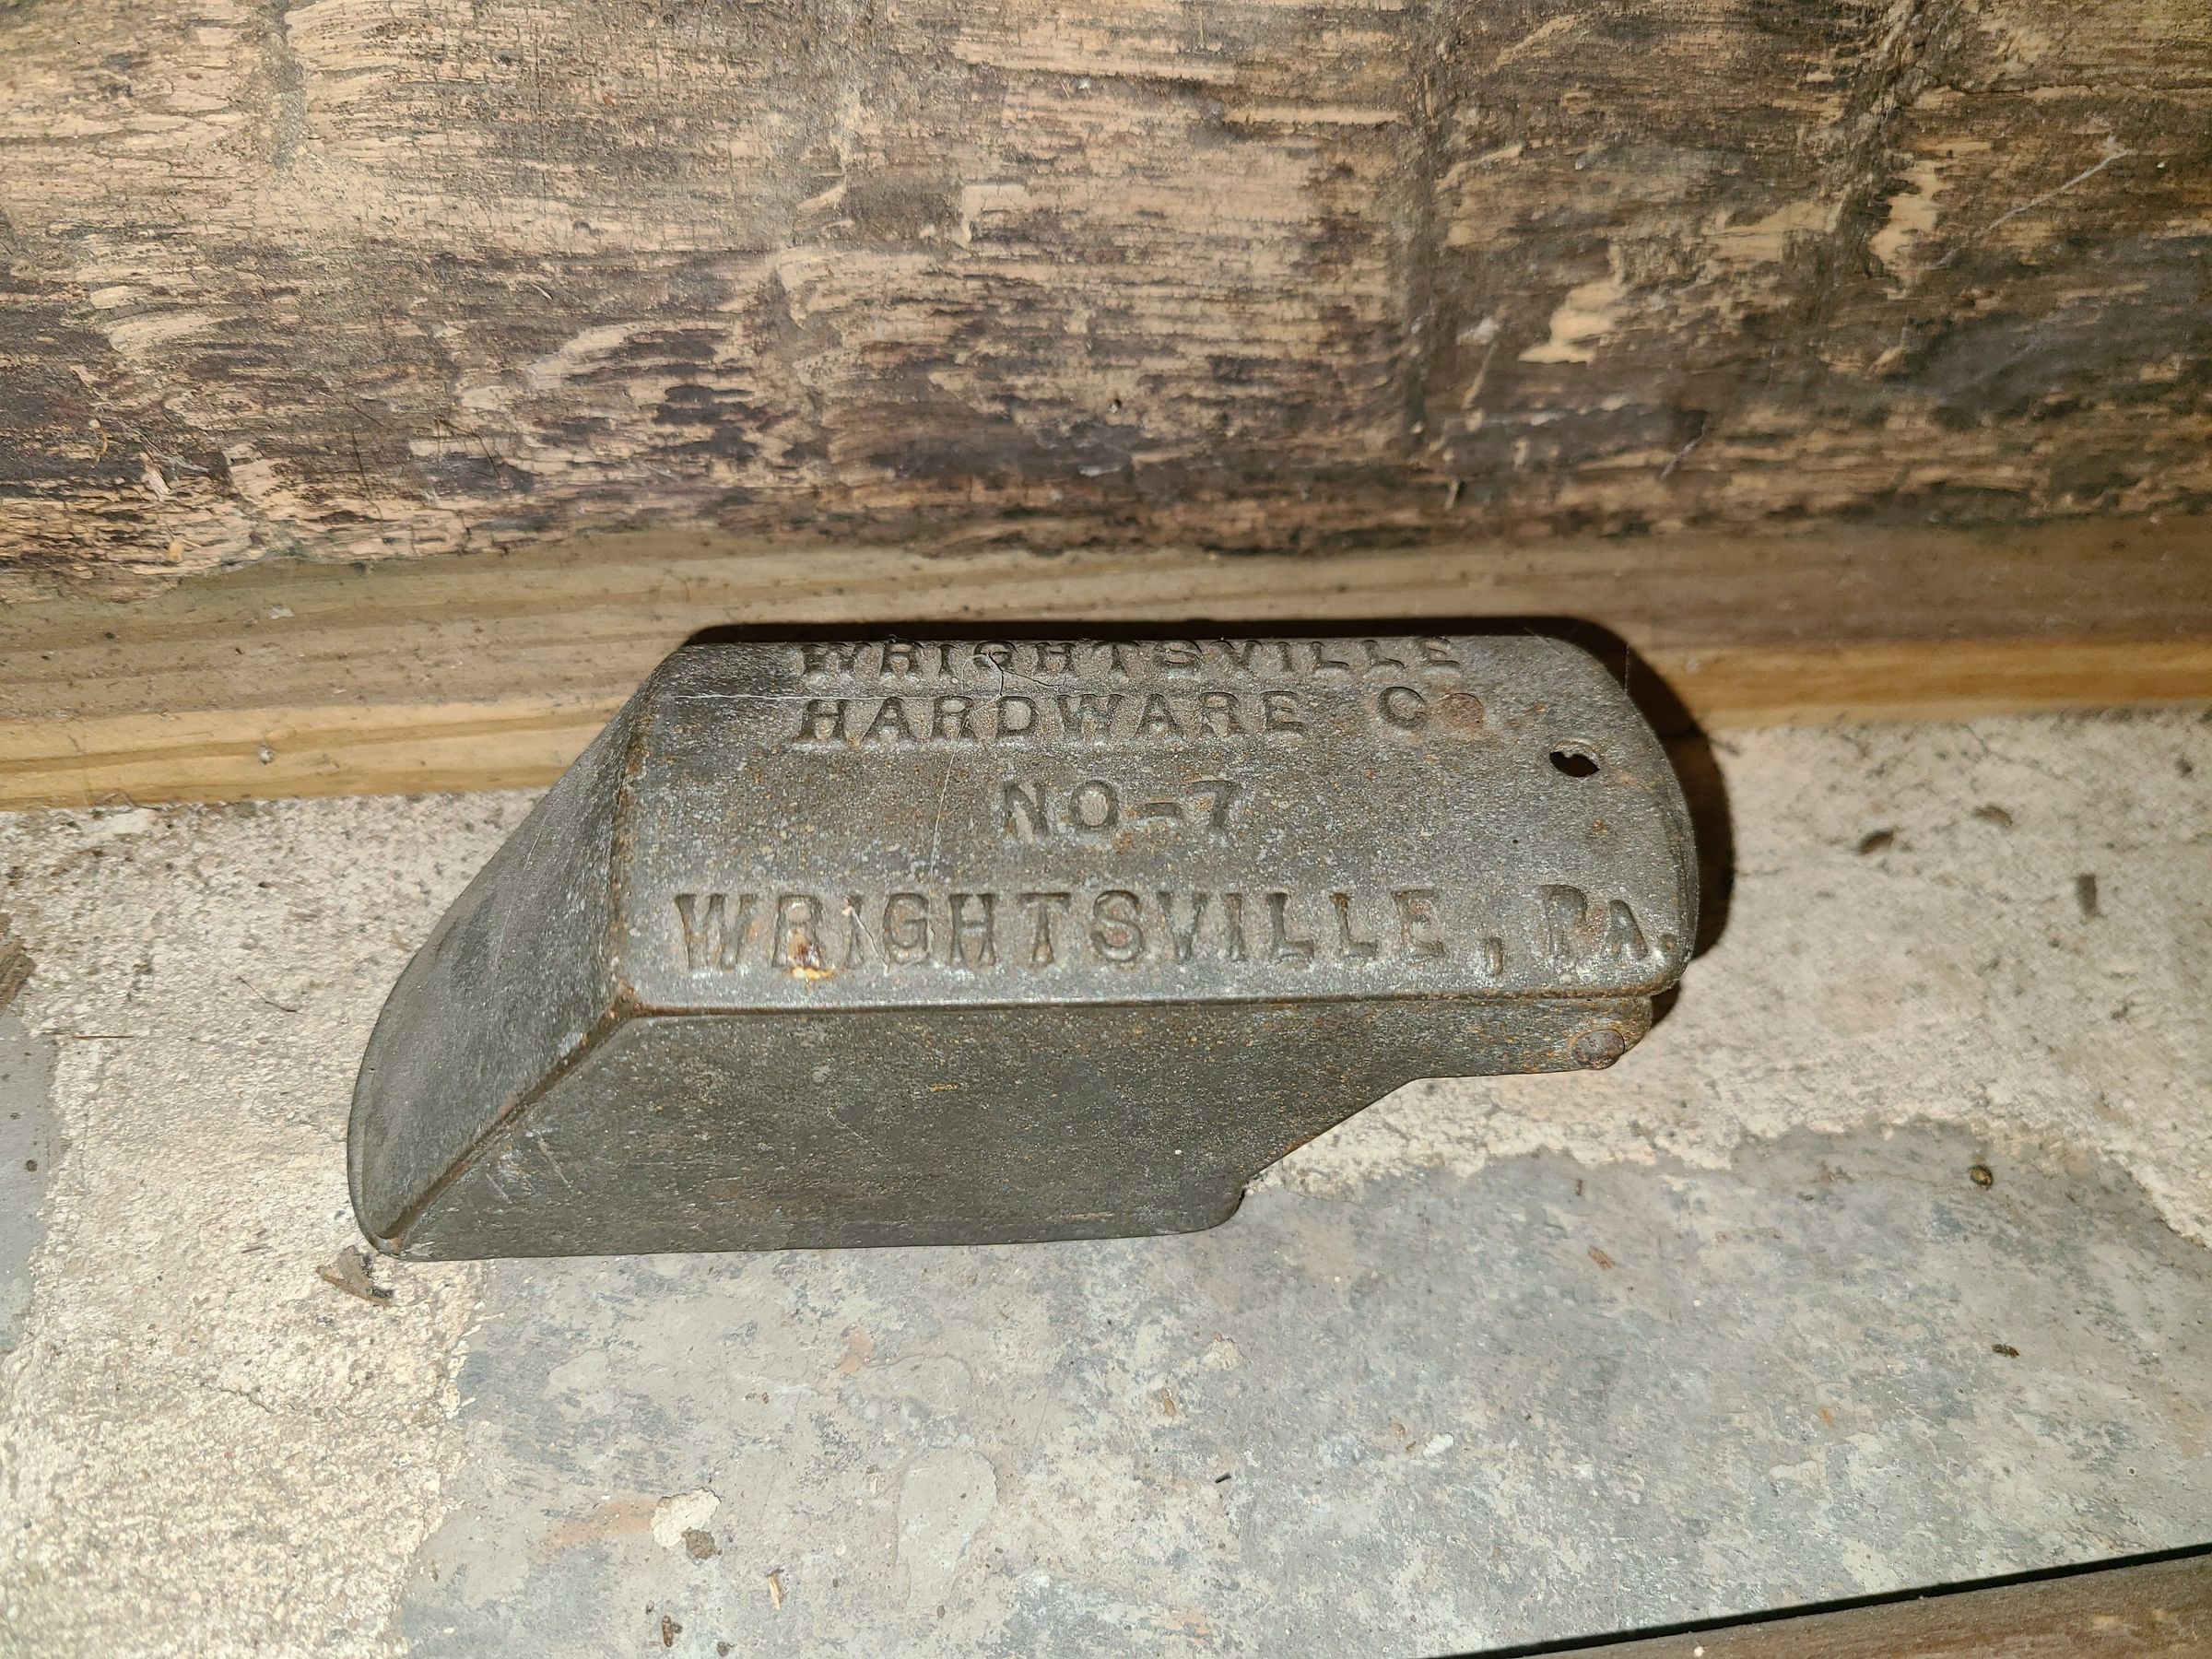 WRIGHTSVILLE
HARDWARE Co.
NO-7
WRIGHTSVILLE, PA.